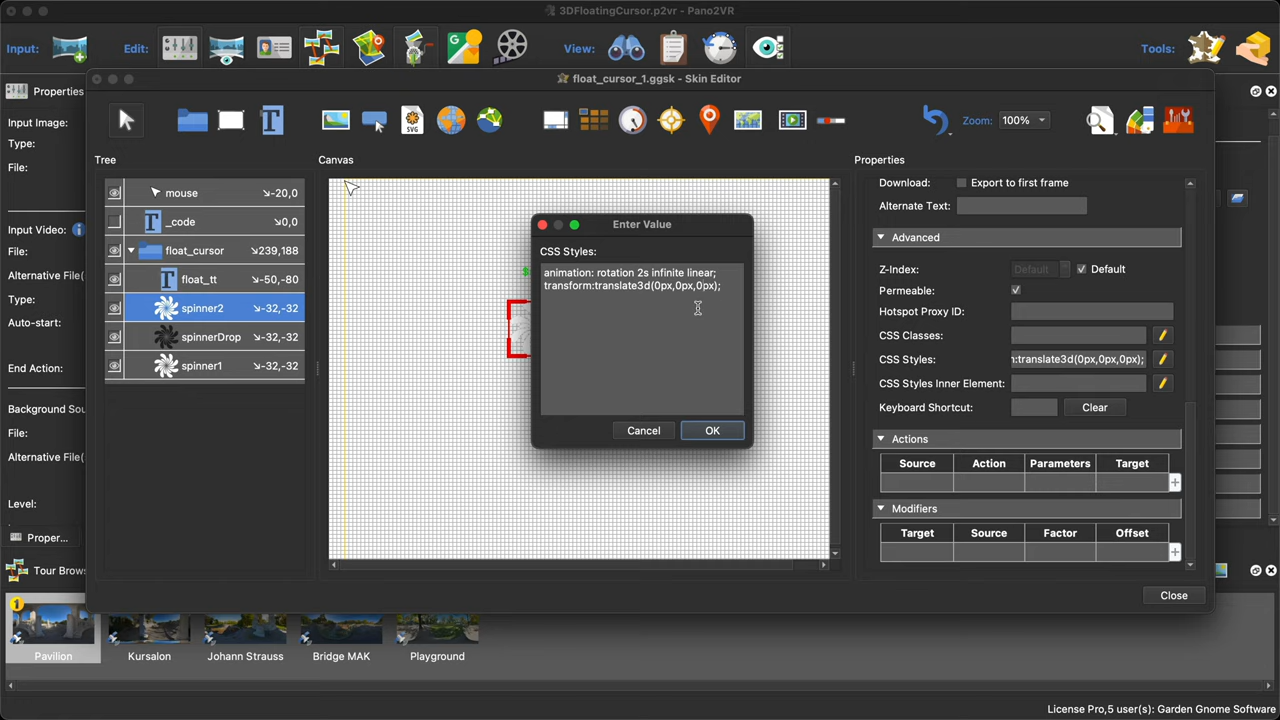 3DFloatingCursor.p2vr - Pano2VR
Input:
Edit:
View:
Tools:
float_cursor_1.ggsk - Skin Editor
Properties
Input Image:
Type:
File:
Input Video:
File:
Alternative File(
Auto-start:
End Action:
Background Sou
File:
Alternative File(
Level:
Proper...
T
SVG
Zoom: 100%
Tree
Canvas
Properties
mouse -20,0
T _code 0,0
float_cursor 239,188
T float_tt -50,-80
spinner2 -32,-32
spinnerDrop -32,-32
spinner1 -32,-32
$
Enter Value
CSS Styles:
animation: rotation 2s infinite linear;
transform:translate3d(0px,0px,0px);
Cancel
OK
Download: Export to first frame
Alternate Text:
Advanced
Z-Index: Default Default
Permeable:
Hotspot Proxy ID:
CSS Classes:
CSS Styles: n:translate3d(0px,0px,0px);
CSS Styles Inner Element:
Keyboard Shortcut: Clear
Actions
Source Action Parameters Target
+
Modifiers
Target Source Factor Offset
+
Close
Tour Brows
1
Pavilion
Kursalon
Johann Strauss
Bridge MAK
Playground
License Pro,5 user(s): Garden Gnome Software